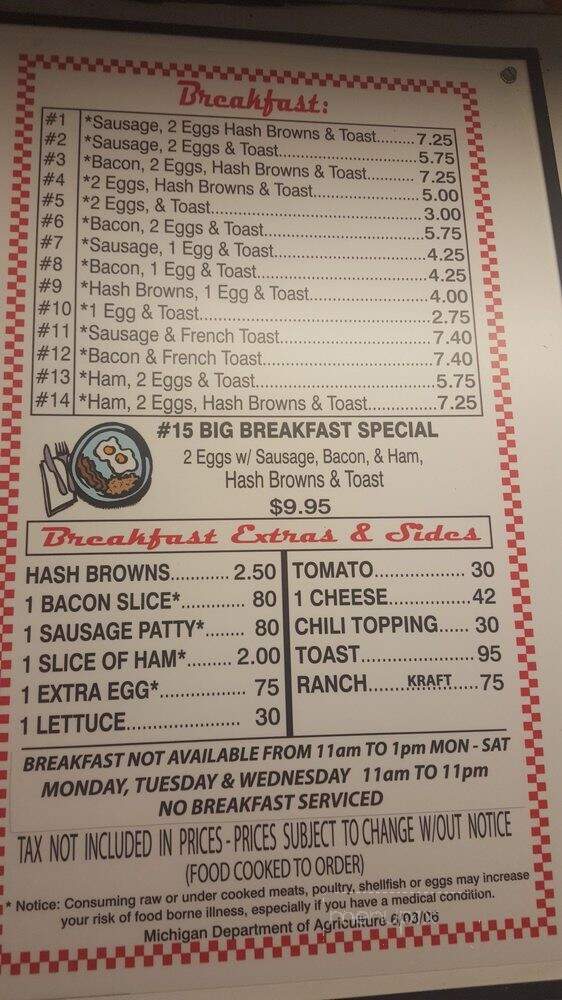 Breakfast:
#1 *Sausage, 2 Eggs Hash Browns & Toast......... 7.25
#2 *Sausage, 2 Eggs & Toast................................ 5.75
#3 *Bacon, 2 Eggs, Hash Browns & Toast.......... 7.25
#4 *2 Eggs, Hash Browns & Toast........................ 5.00
#5 *2 Eggs, & Toast................................................ 3.00
#6 *Bacon, 2 Eggs & Toast.................................... 5.75
#7 *Sausage, 1 Egg & Toast.................................. 4.25
#8 *Bacon, 1 Egg & Toast...................................... 4.25
#9 *Hash Browns, 1 Egg & Toast........................... 4.00
#10 *1 Egg & Toast................................................... 2.75
#11 *Sausage & French Toast................................. 7.40
#12 *Bacon & French Toast..................................... 7.40
#13 *Ham, 2 Eggs & Toast....................................... 5.75
#14 *Ham, 2 Eggs, Hash Browns & Toast............... 7.25
#15 BIG BREAKFAST SPECIAL
2 Eggs w/ Sausage, Bacon, & Ham,
Hash Browns & Toast
$9.95
Breakfast Extras & Sides
HASH BROWNS............ 2.50
1 BACON SLICE*............. 80
1 SAUSAGE PATTY*........ 80
1 SLICE OF HAM*......... 2.00
1 EXTRA EGG*................. 75
1 LETTUCE....................... 30
TOMATO.................. 30
1 CHEESE................ .42
CHILI TOPPING...... 30
TOAST...................... 95
RANCH.......KRAFT......75
BREAKFAST NOT AVAILABLE FROM 11am TO 1pm MON - SAT
MONDAY, TUESDAY & WEDNESDAY 11am TO 11pm
NO BREAKFAST SERVICED
TAX NOT INCLUDED IN PRICES - PRICES SUBJECT TO CHANGE W/OUT NOTICE
(FOOD COOKED TO ORDER)
* Notice: Consuming raw or under cooked meats, poultry, shellfish or eggs may increase
your risk of food borne illness, especially if you have a medical condition.
Michigan Department of Agriculture 6/03/06